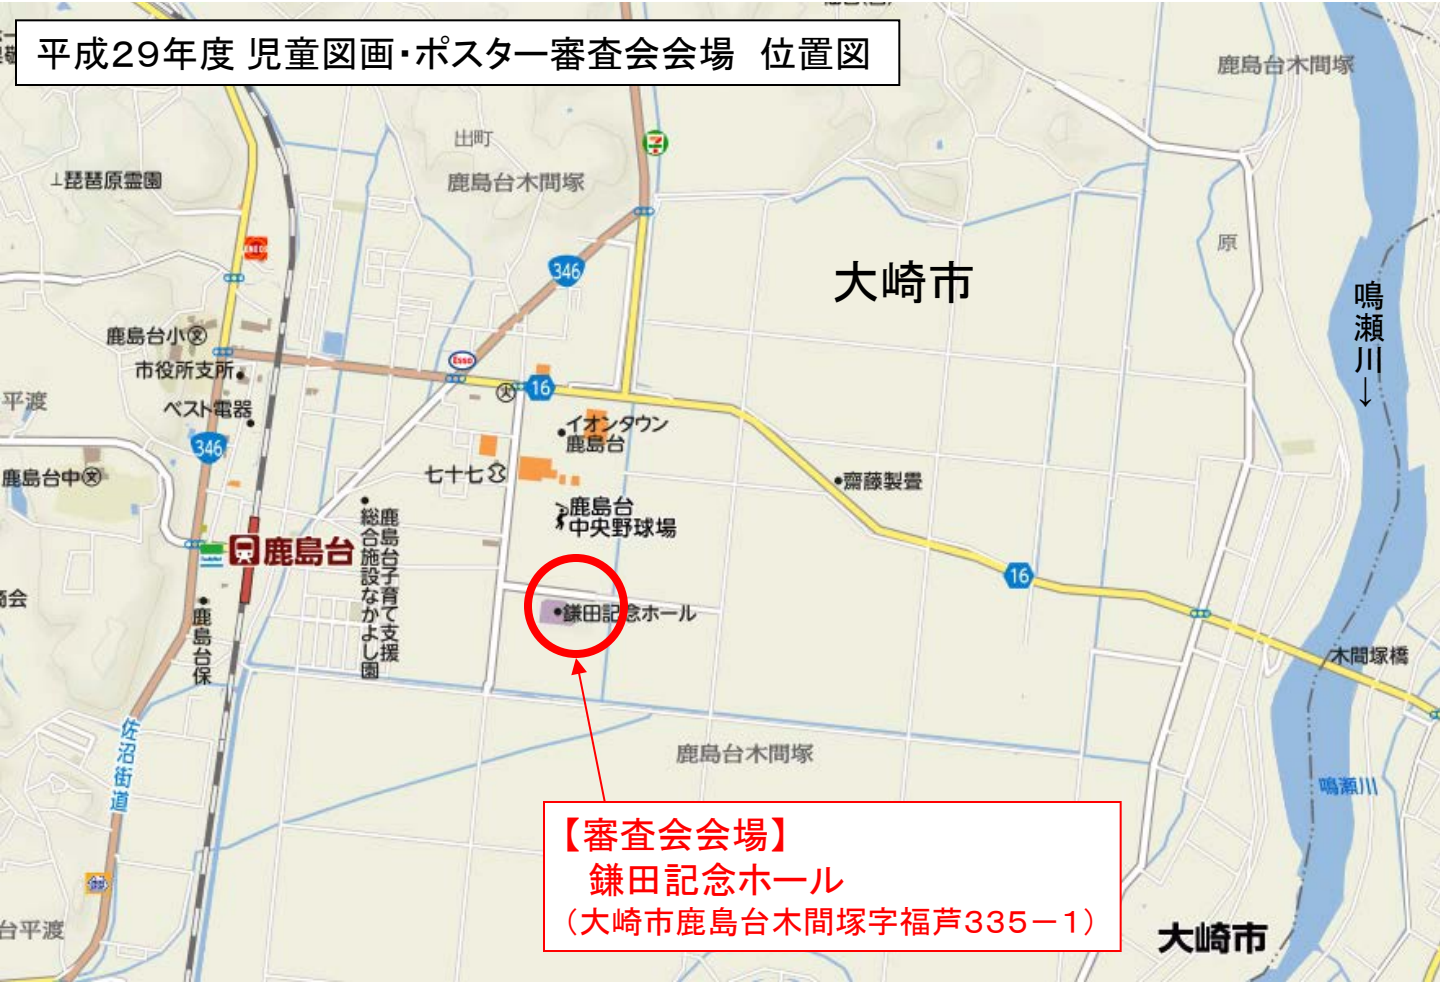 平成29年度 児童図画・ポスター審査会会場　位置図
鹿島台木間塚
出町
鹿島台木間塚
⊥琵琶原霊園
ENEOS
346
大崎市
原
鳴瀬川→
鹿島台小
市役所支所
平渡
ベスト電器
Esso
16
イオンタウン
鹿島台
346
鹿島台中
七十七
齋藤製畳
鹿島台
中央野球場
鹿島台子育て支援
総合施設なかよし園
鹿島台
FamilyMart
16
商会
鹿島台保
鎌田記念ホール
木間塚橋
佐沼街道
鹿島台木間塚
鳴瀬川
【審査会会場】
鎌田記念ホール
（大崎市鹿島台木間塚字福芦335－1）
台平渡
大崎市